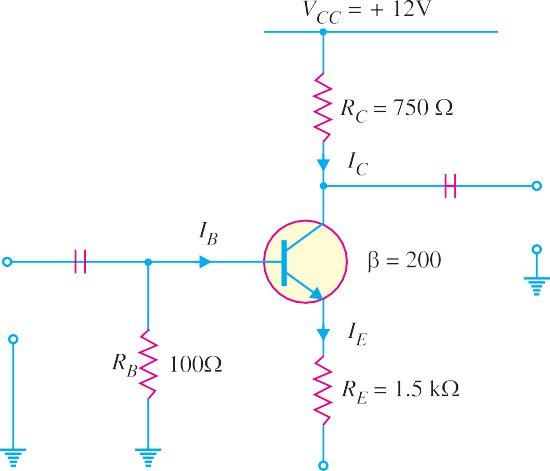 V_CC = + 12V
R_C = 750 Ω
I_C
I_B
β = 200
I_E
R_B 100Ω
R_E = 1.5 kΩ